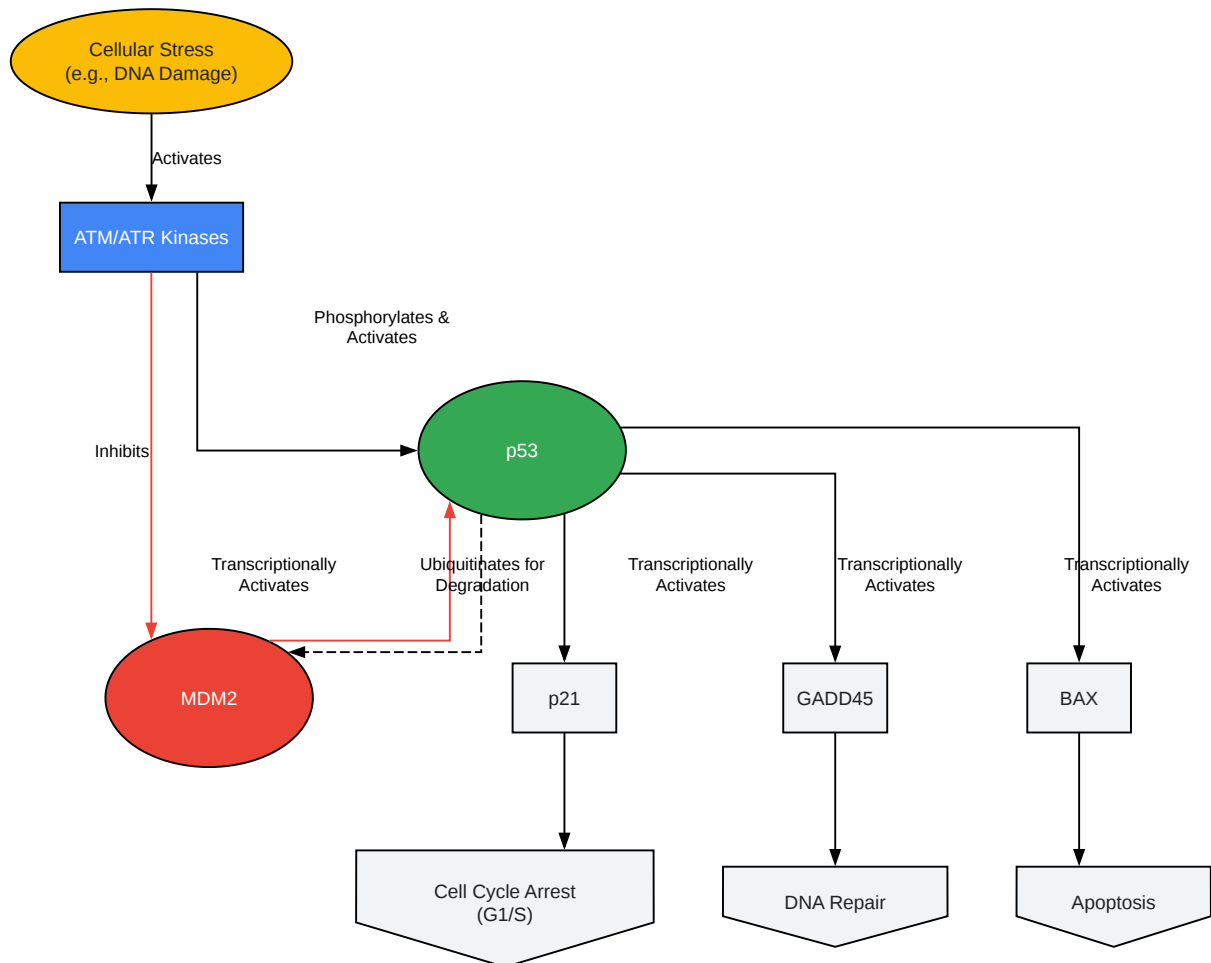 Cellular Stress
(e.g., DNA Damage)
Activates
ATM/ATR Kinases
Phosphorylates &
Activates
Inhibits
p53
Transcriptionally
Activates
Ubiquitinates for
Degradation
Transcriptionally
Activates
Transcriptionally
Activates
Transcriptionally
Activates
MDM2
p21
GADD45
BAX
Cell Cycle Arrest
(G1/S)
DNA Repair
Apoptosis